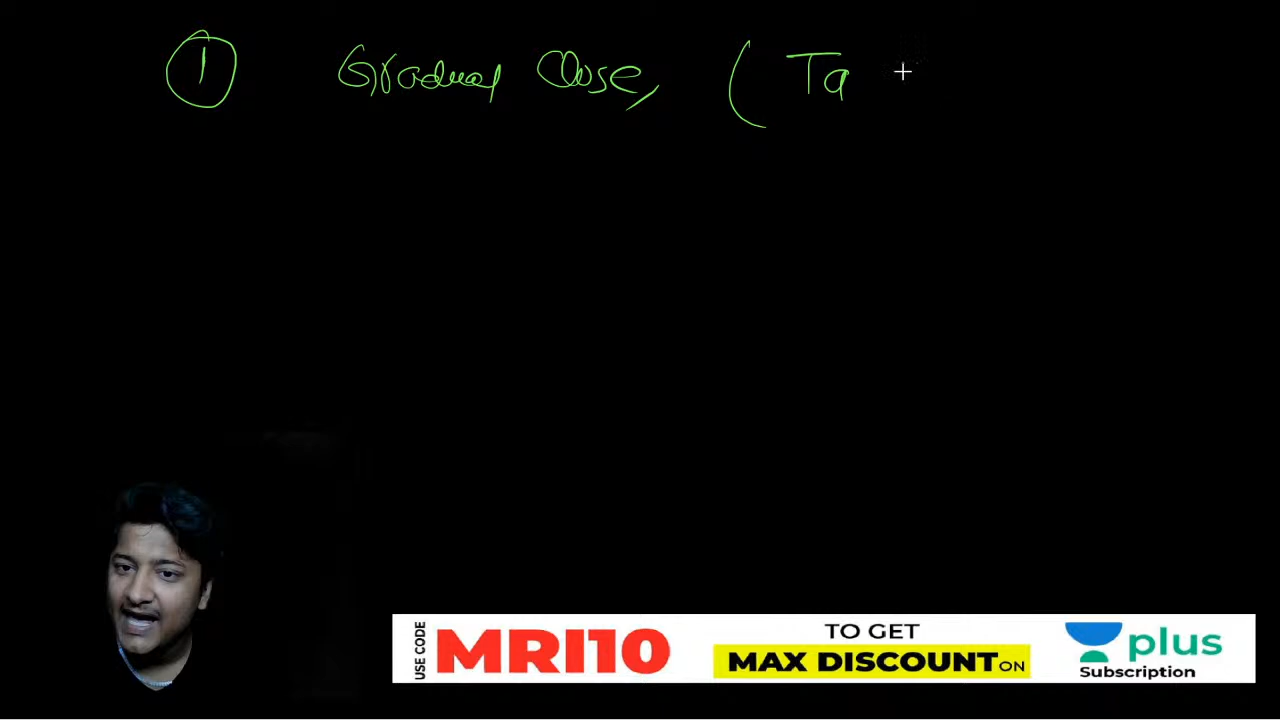 1 Gradual Close, ( Ta
USE CODE MRI10 TO GET MAX DISCOUNT ON plus Subscription